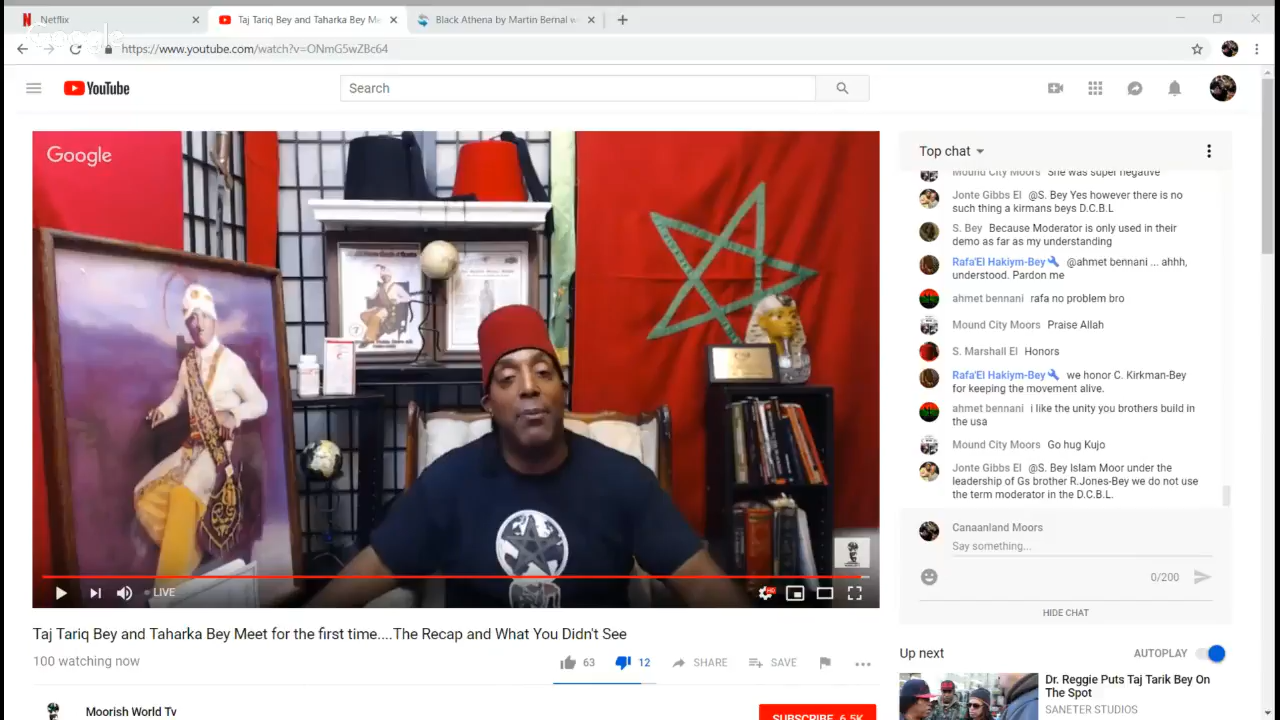 Netflix
Taj Tariq Bey and Taharka Bey Me
Black Athena by Martin Bernal w
Google
https://www.youtube.com/watch?v=ONmG5wZBc64
YouTube
Search
Google
Top chat
Mound City Moors She was super negative
Jonte Gibbs El @S. Bey Yes however there is no
such thing a kirmans beys D.C.B.L
S. Bey Because Moderator is only used in their
demo as far as my understanding
Rafa'El Hakiym-Bey @ahmet bennani ... ahhh,
understood. Pardon me
ahmet bennani rafa no problem bro
Mound City Moors Praise Allah
S. Marshall El Honors
Rafa'El Hakiym-Bey we honor C. Kirkman-Bey
for keeping the movement alive.
ahmet bennani i like the unity you brothers build in
the usa
Mound City Moors Go hug Kujo
Jonte Gibbs El @S. Bey Islam Moor under the
leadership of Gs brother R.Jones-Bey we do not use
the term moderator in the D.C.B.L.
Canaanland Moors
Say something...
0/200
HIDE CHAT
LIVE
HD
Taj Tariq Bey and Taharka Bey Meet for the first time....The Recap and What You Didn't See
100 watching now
63
12
SHARE
SAVE
Moorish World Tv
SUBSCRIBE 6.5K
Up next
AUTOPLAY
Dr. Reggie Puts Taj Tarik Bey On
The Spot
SANETER STUDIOS